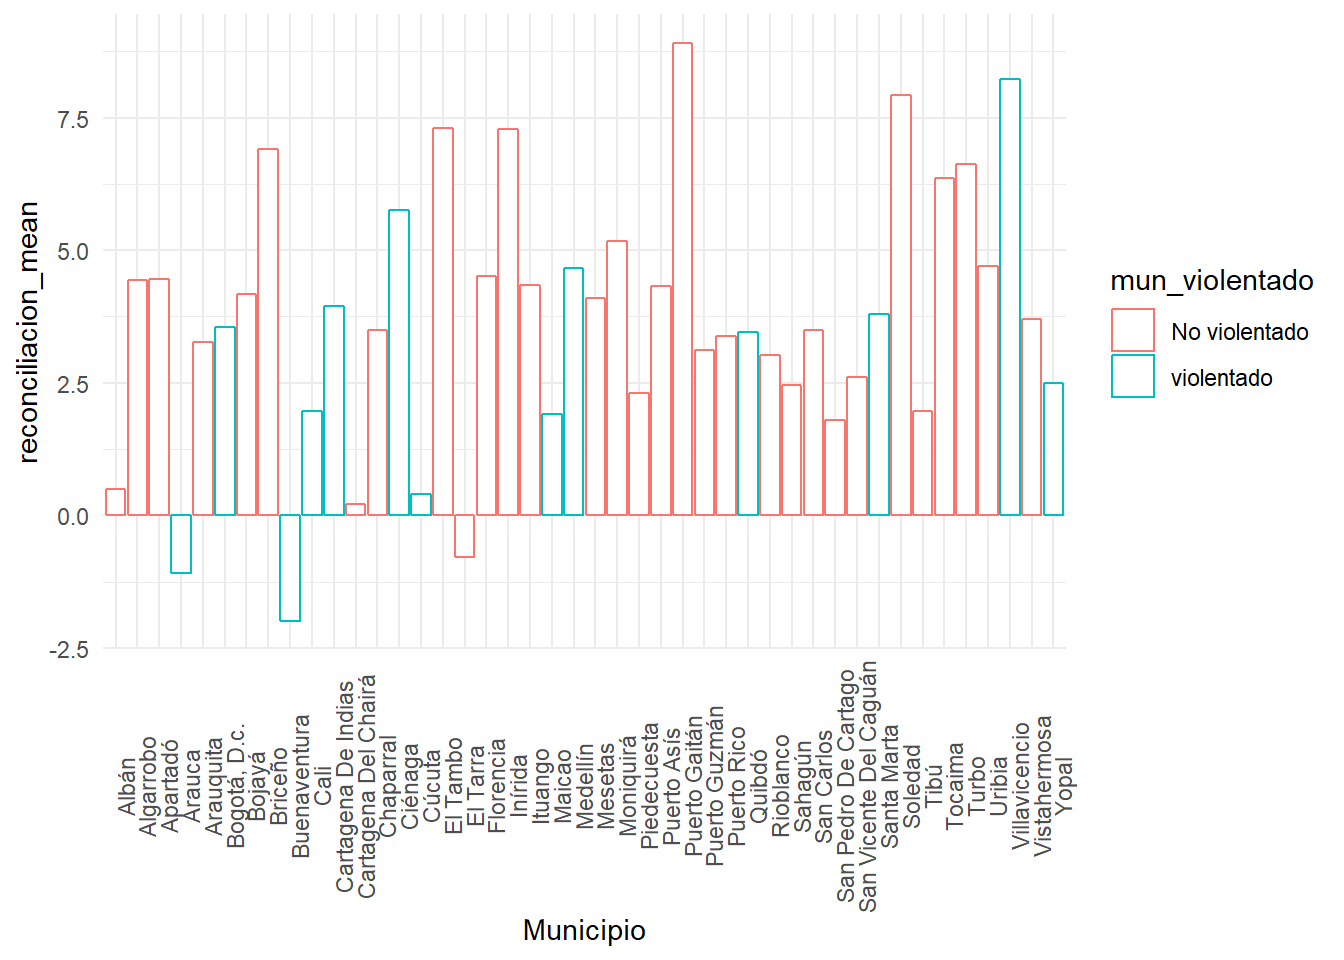 reconciliacion_mean
7.5
5.0
2.5
0.0
-2.5
Albán
Algarrobo
Apartadó
Arauca
Arauquita
Bogotá, D.c.
Bojayá
Briceño
Buenaventura
Cali
Cartagena De Indias
Cartagena Del Chairá
Chaparral
Ciénaga
Cúcuta
El Tambo
El Tarra
Florencia
Inírida
Ituango
Maicao
Medellín
Mesetas
Moniquirá
Piedecuesta
Puerto Asís
Puerto Gaitán
Puerto Guzmán
Puerto Rico
Quibdó
Rioblanco
Sahagún
San Carlos
San Pedro De Cartago
San Vicente Del Caguán
Santa Marta
Soledad
Tibú
Tocaima
Turbo
Uribia
Villavicencio
Vistahermosa
Yopal
Municipio
mun_violentado
No violentado
violentado